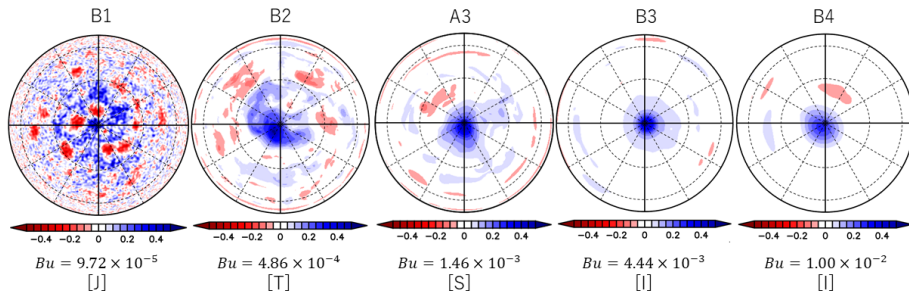 B1 B2 A3 B3 B4
−0.4 −0.2 0 0.2 0.4 −0.4 −0.2 0 0.2 0.4 −0.4 −0.2 0 0.2 0.4 −0.4 −0.2 0 0.2 0.4 −0.4 −0.2 0 0.2 0.4
Bu = 9.72 × 10⁻⁵ Bu = 4.86 × 10⁻⁴ Bu = 1.46 × 10⁻³ Bu = 4.44 × 10⁻³ Bu = 1.00 × 10⁻²
[J] [T] [S] [I] [I]